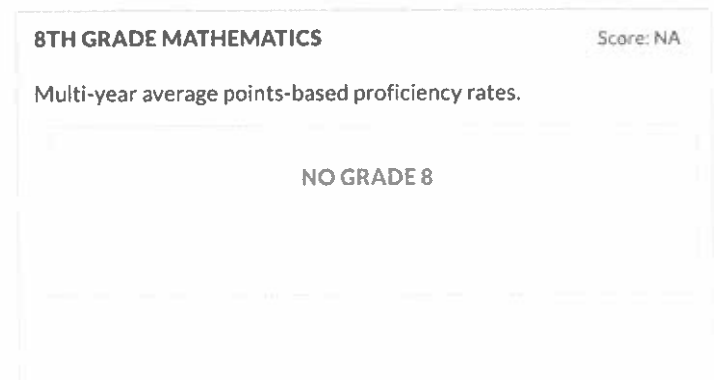 8TH GRADE MATHEMATICS Score: NA
Multi-year average points-based proficiency rates.
NO GRADE 8